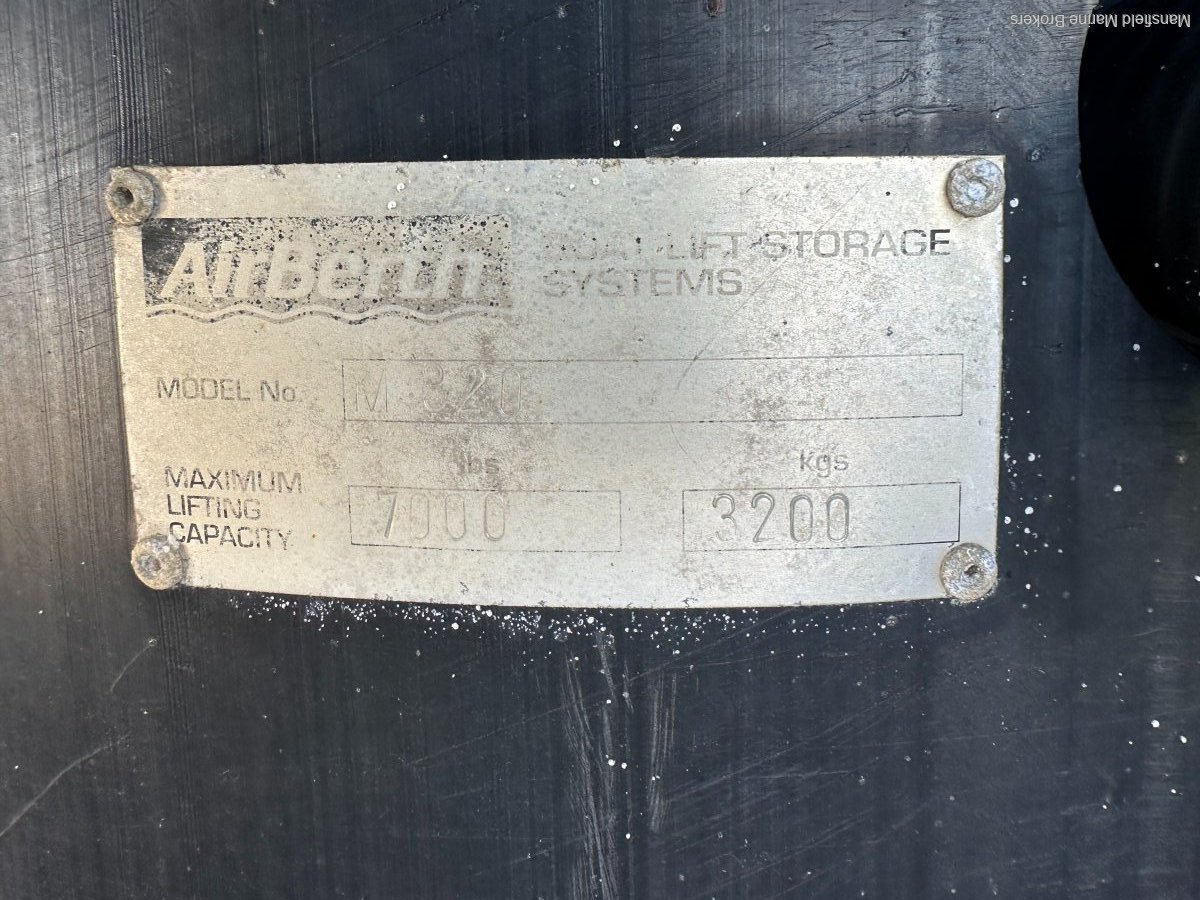 Mansfield Marine Brokers
AirBerth
BOAT LIFT STORAGE
SYSTEMS
MODEL No.
M 320
lbs
kgs
MAXIMUM
LIFTING
CAPACITY
7000
3200